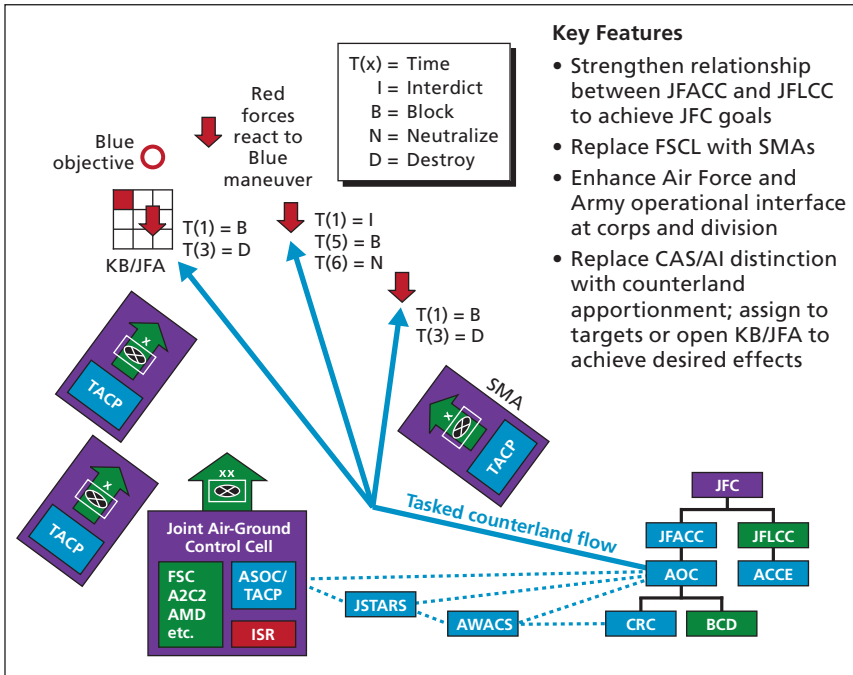 Key Features
• Strengthen relationship
between JFACC and JFLCC
to achieve JFC goals
• Replace FSCL with SMAs
• Enhance Air Force and
Army operational interface
at corps and division
• Replace CAS/AI distinction
with counterland
apportionment; assign to
targets or open KB/JFA to
achieve desired effects
T(x) = Time
I = Interdict
B = Block
N = Neutralize
D = Destroy
Red
forces
react to
Blue
maneuver
Blue
objective
T(1) = B
T(3) = D
KB/JFA
T(1) = I
T(5) = B
T(6) = N
T(1) = B
T(3) = D
x
TACP
SMA
x
TACP
x
TACP
xx
Joint Air-Ground
Control Cell
FSC
A2C2
AMD
etc.
ASOC/
TACP
ISR
Tasked counterland flow
JSTARS
AWACS
JFC
JFACC
JFLCC
AOC
ACCE
CRC
BCD